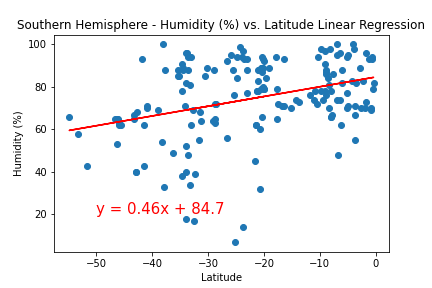 Southern Hemisphere - Humidity (%) vs. Latitude Linear Regression
100
80
60
40
20
Humidity (%)
y = 0.46x + 84.7
−50
−40
−30
−20
−10
0
Latitude